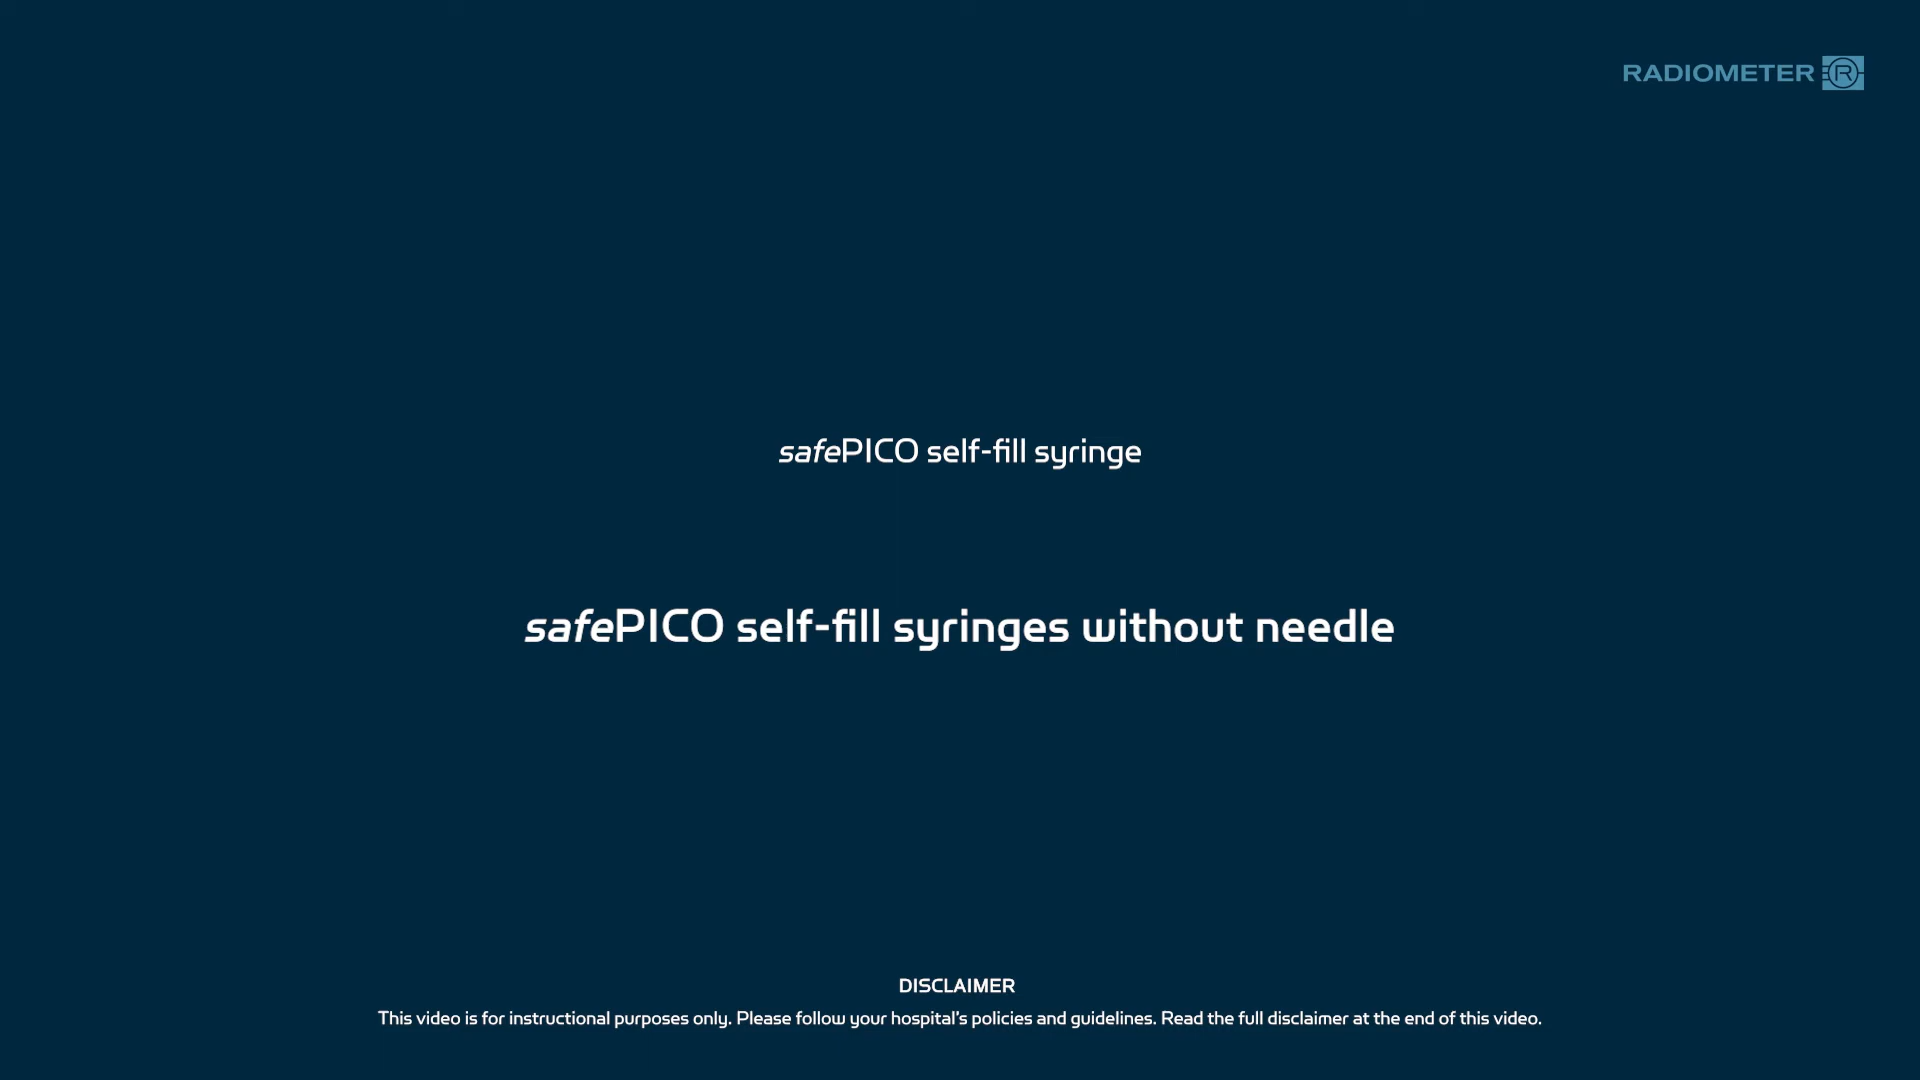 RADIOMETER R
safePICO self-fill syringe
safePICO self-fill syringes without needle
DISCLAIMER
This video is for instructional purposes only. Please follow your hospital's policies and guidelines. Read the full disclaimer at the end of this video.